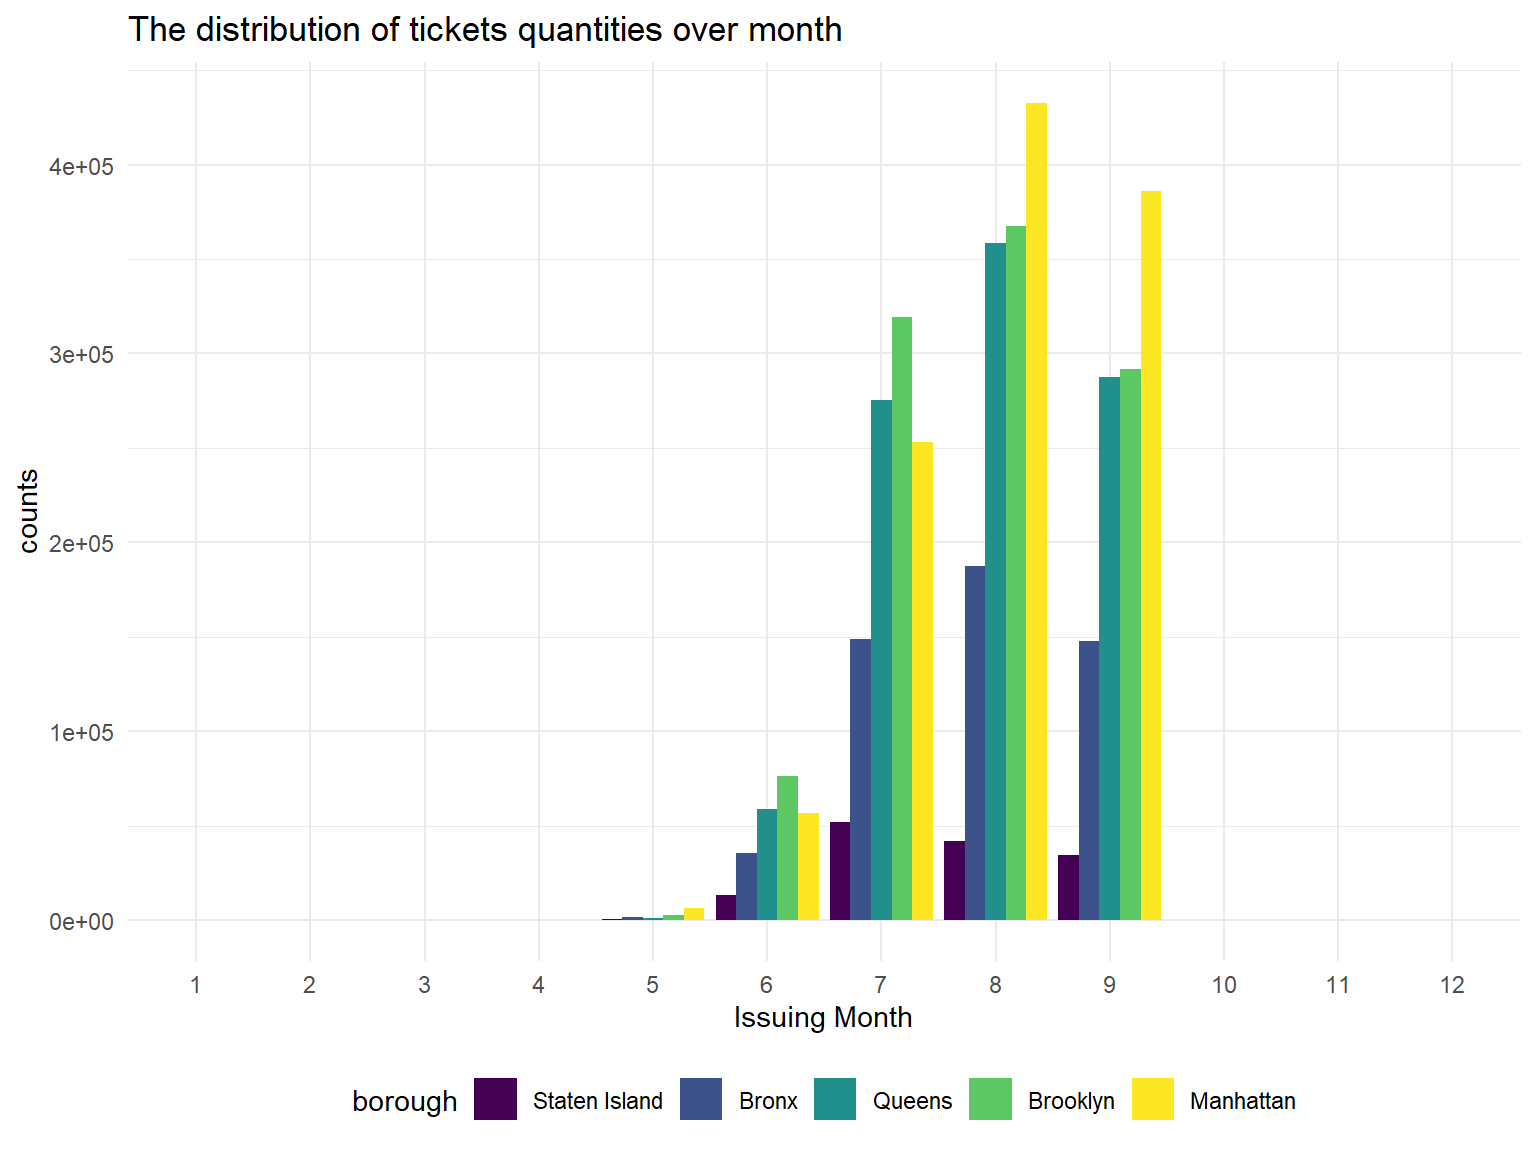 The distribution of tickets quantities over month
counts
4e+05
3e+05
2e+05
1e+05
0e+00
1 2 3 4 5 6 7 8 9 10 11 12
Issuing Month
borough Staten Island Bronx Queens Brooklyn Manhattan